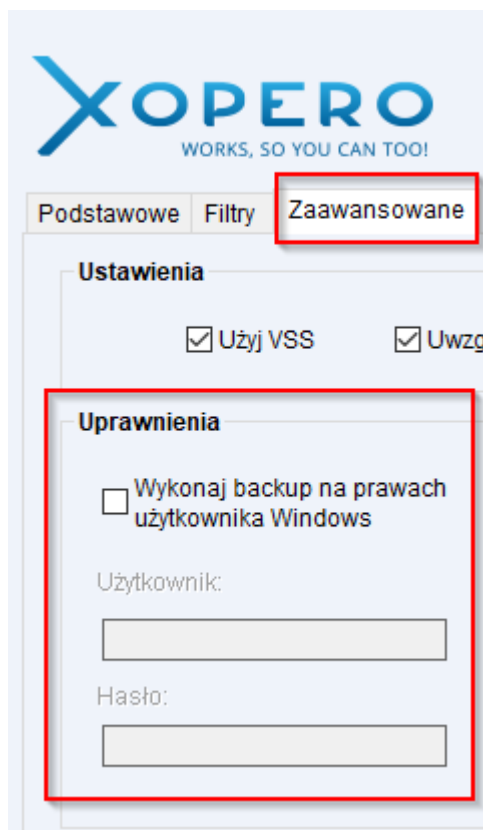 XOPERO
WORKS, SO YOU CAN TOO!
Podstawowe Filtry Zaawansowane
Ustawienia
Użyj VSS
Uprawnienia
Wykonaj backup na prawach
użytkownika Windows
Użytkownik:
Hasło: